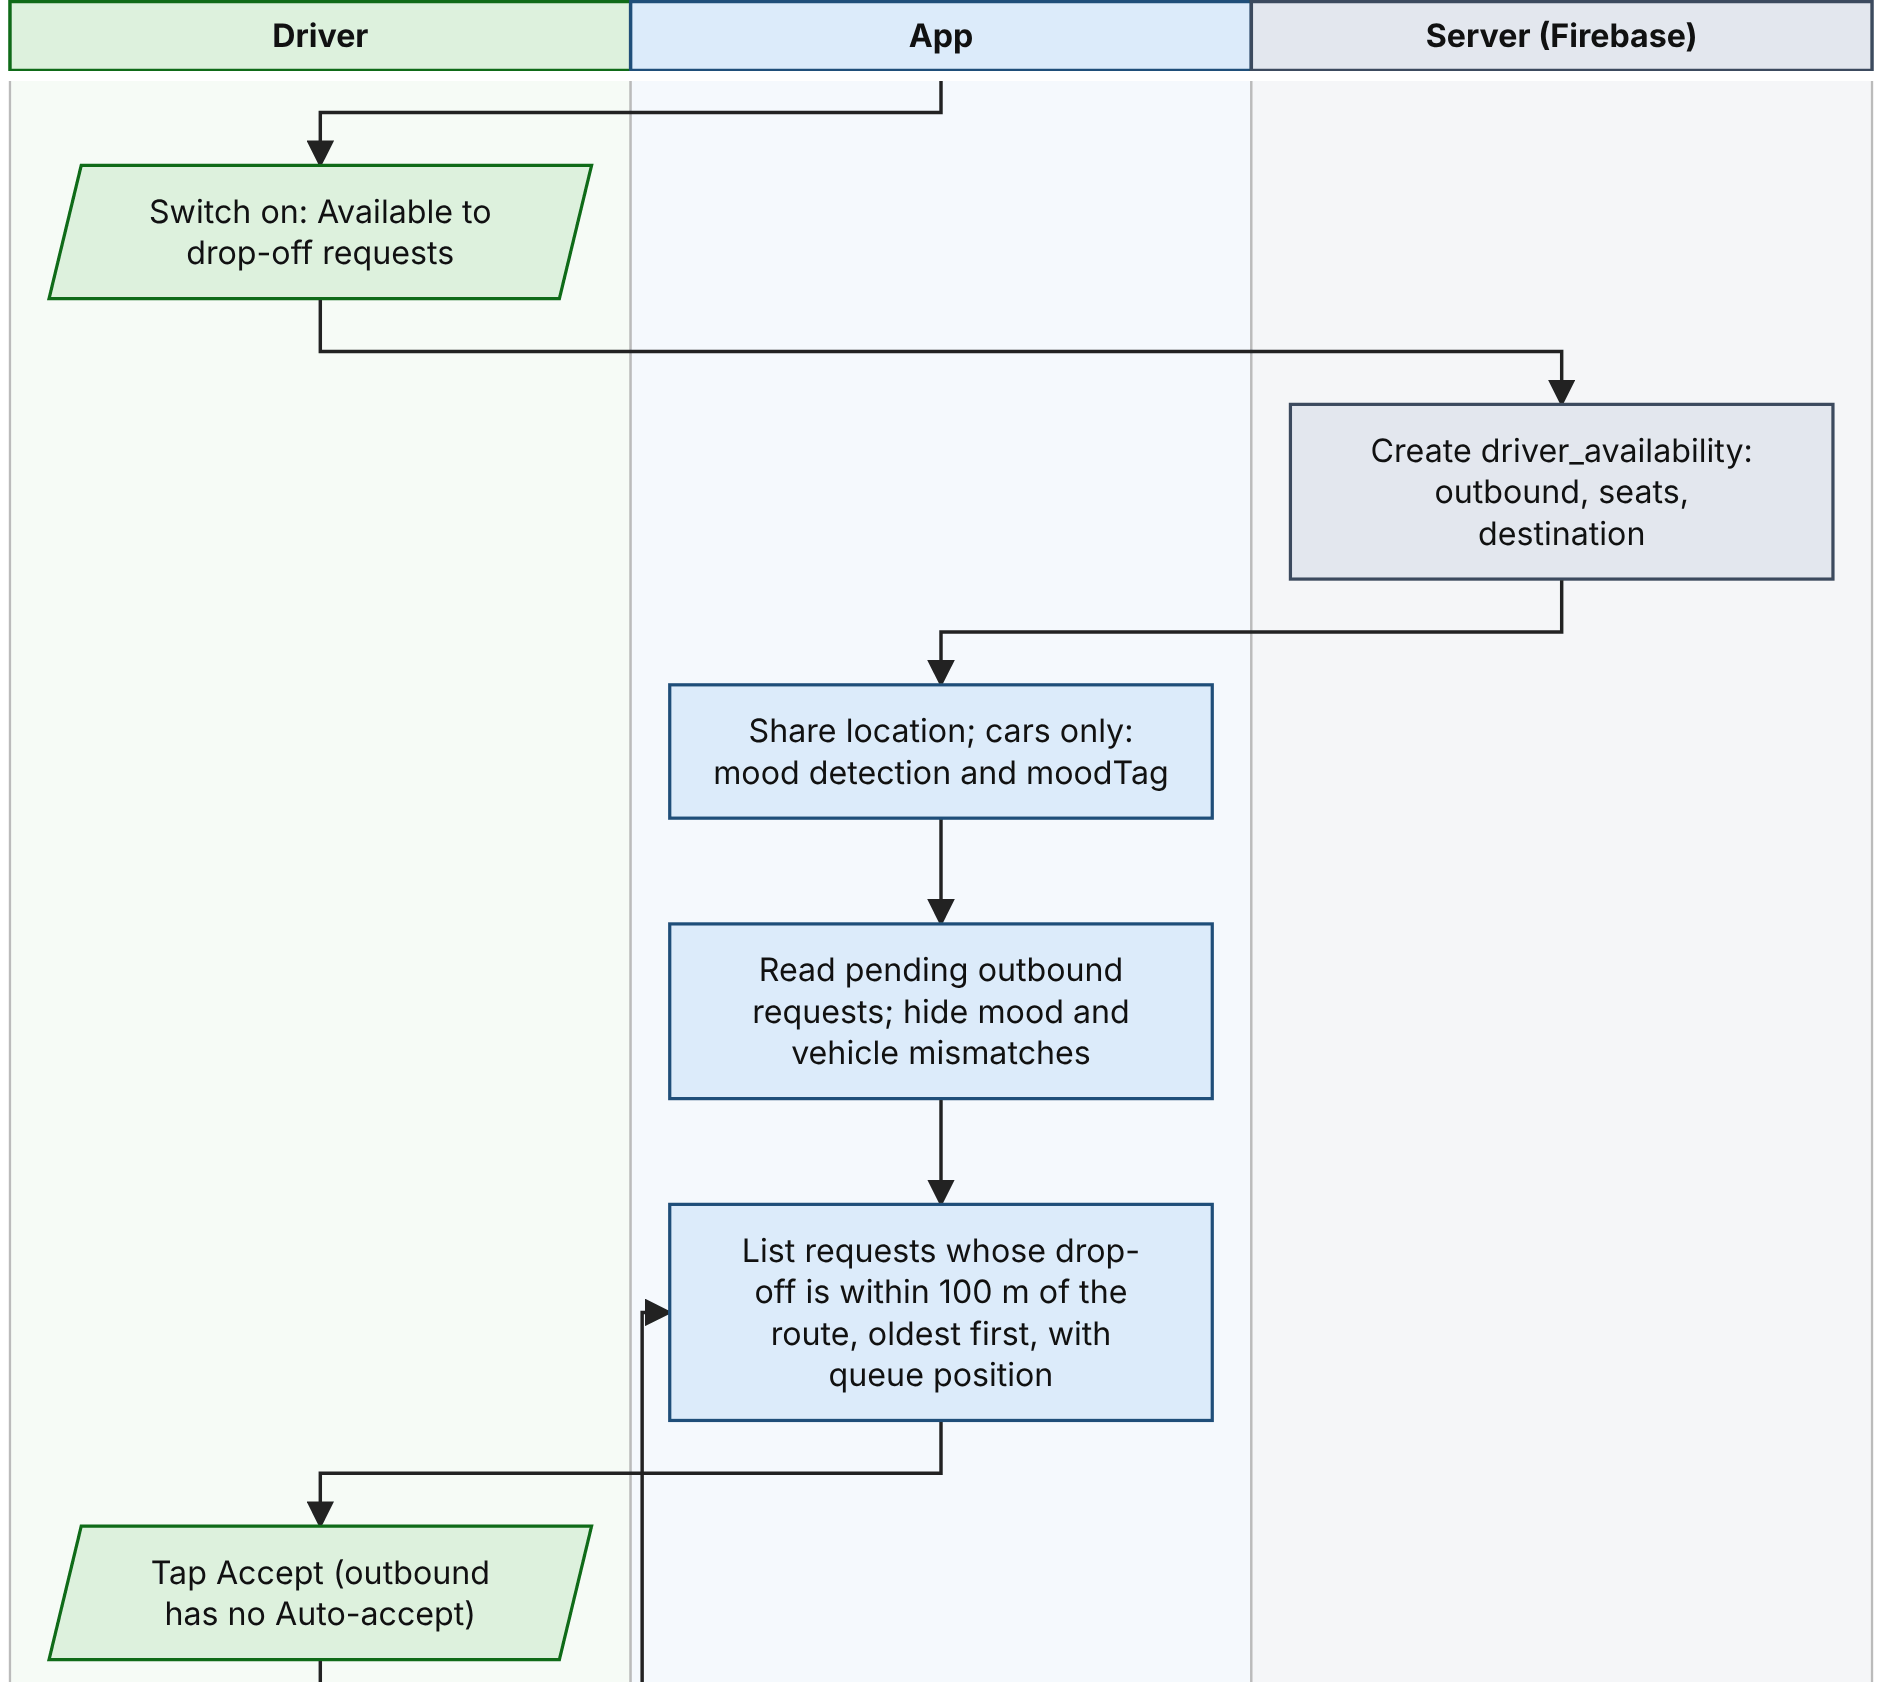 Driver
App
Server (Firebase)
Switch on: Available to
drop-off requests
Create driver_availability:
outbound, seats,
destination
Share location; cars only:
mood detection and moodTag
Read pending outbound
requests; hide mood and
vehicle mismatches
List requests whose drop-
off is within 100 m of the
route, oldest first, with
queue position
Tap Accept (outbound
has no Auto-accept)